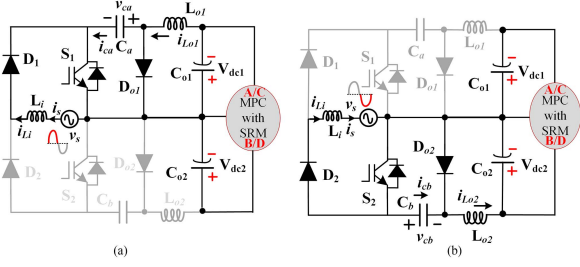 v_ca
− +
C_a
i_ca
L_o1
i_Lo1
S_1
D_1
D_o1
C_o1
−
+
V_dc1
L_i
i_Li
i_s
v_s
A/C
MPC
with
SRM
B/D
D_2
S_2
D_o2
C_o2
−
+
V_dc2
C_b
L_o2
(a)
C_a
L_o1
D_1
S_1
D_o1
C_o1
−
+
V_dc1
i_Li
L_i
i_s
v_s
A/C
MPC
with
SRM
B/D
D_2
S_2
D_o2
C_o2
−
+
V_dc2
i_cb
C_b
i_Lo2
+ −
v_cb
L_o2
(b)